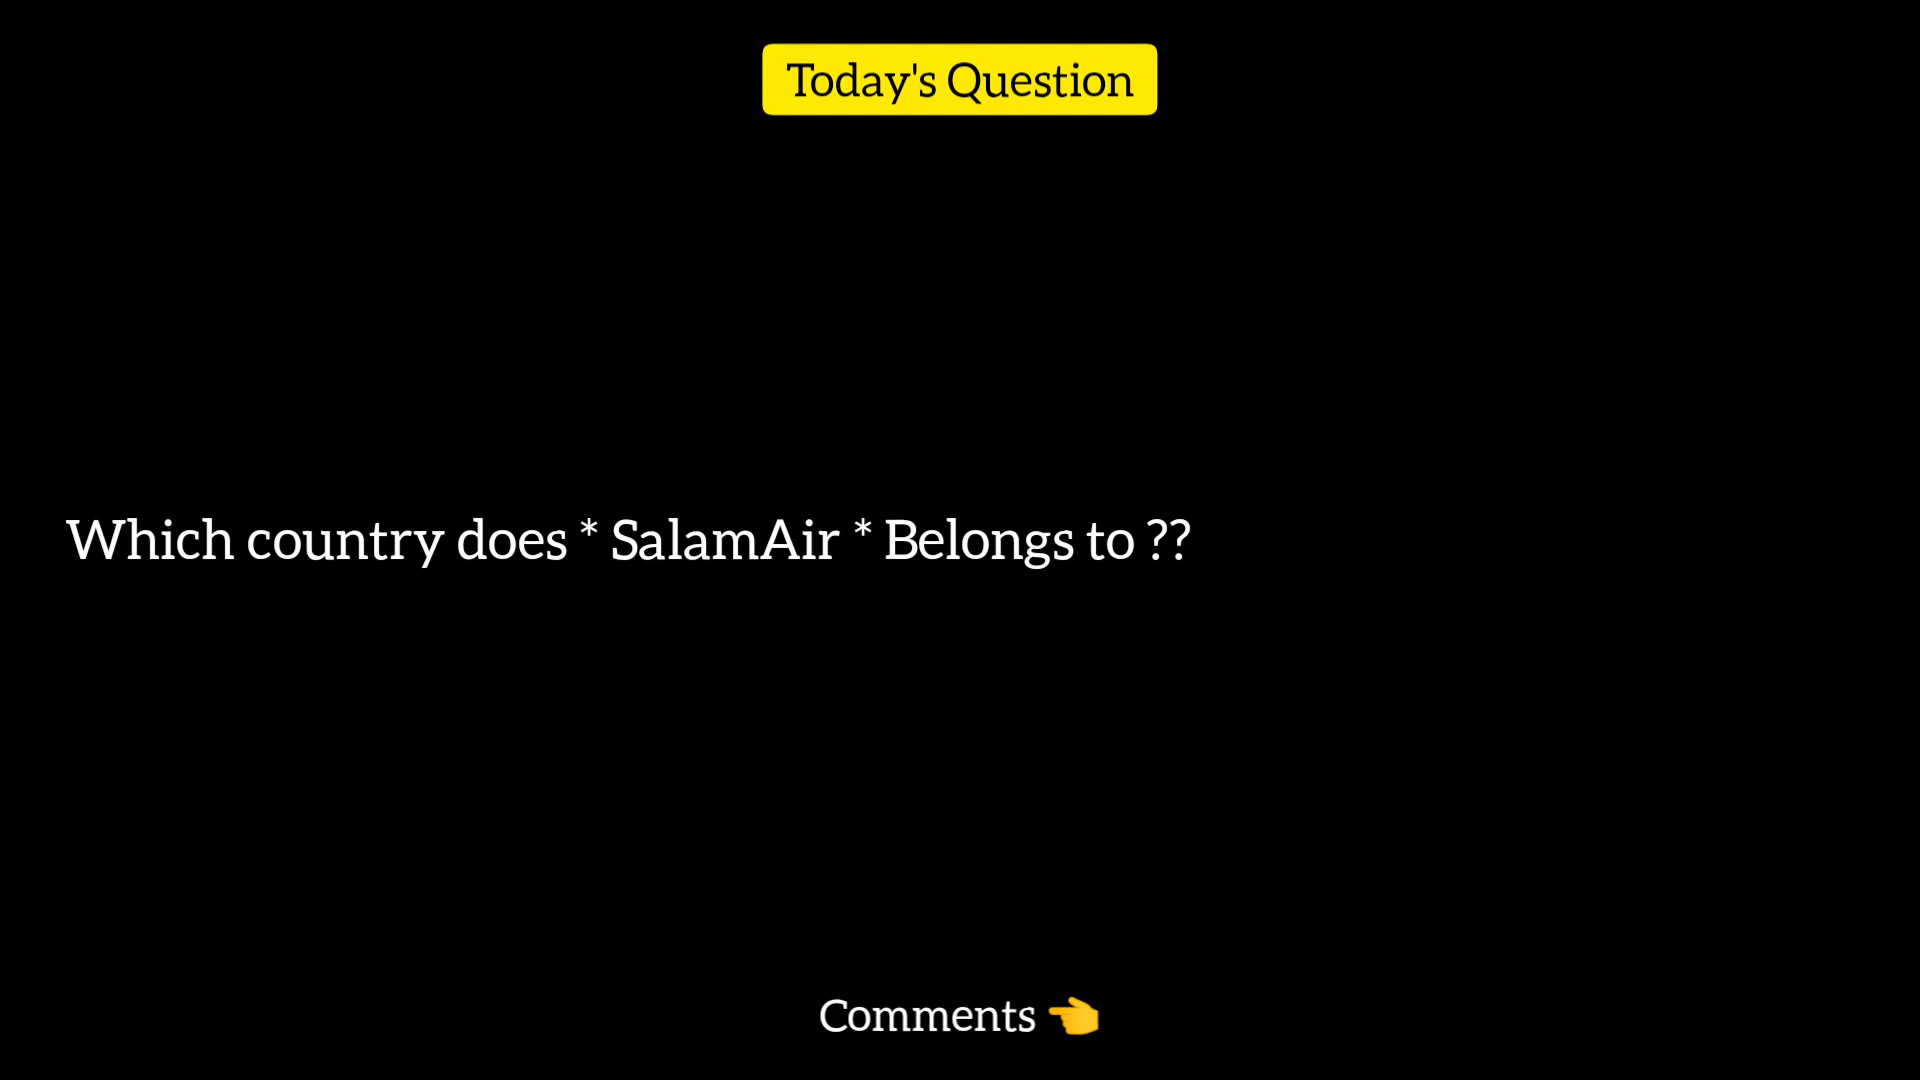 Today's Question
Which country does * SalamAir * Belongs to ??
Comments 👈